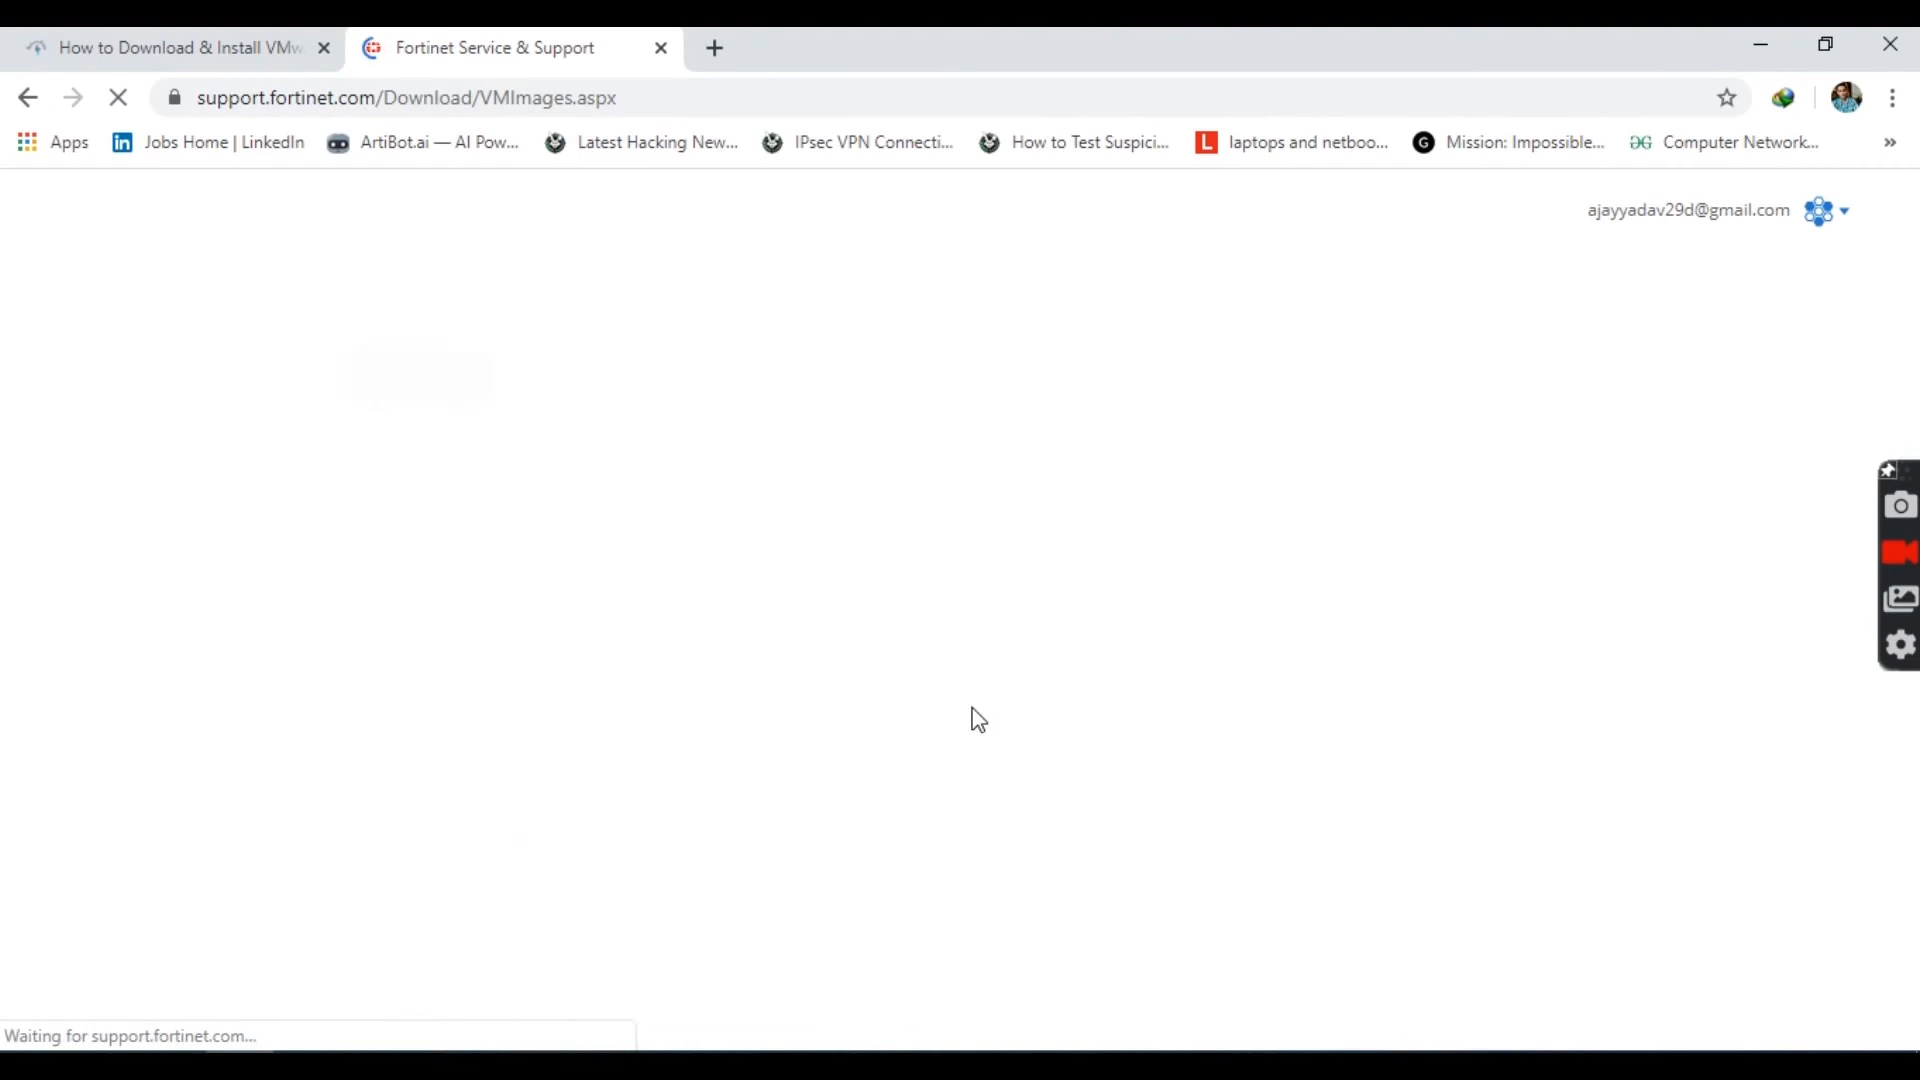 How to Download & Install VMw
Fortinet Service & Support
support.fortinet.com/Download/VMImages.aspx
Apps
Jobs Home | LinkedIn
ArtiBot.ai — AI Pow...
Latest Hacking New...
IPsec VPN Connecti...
How to Test Suspici...
L
laptops and netboo...
G
Mission: Impossible...
Computer Network...
ajayyadav29d@gmail.com
Waiting for support.fortinet.com...